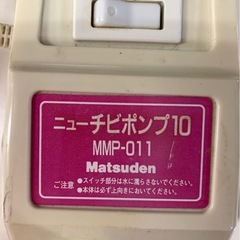 ニューチビポンプ10
MMP-011
Matsuden
ご注意
●スイッチ部分は水に濡らさないでください。
●本体は必ず上向きにおいてください。